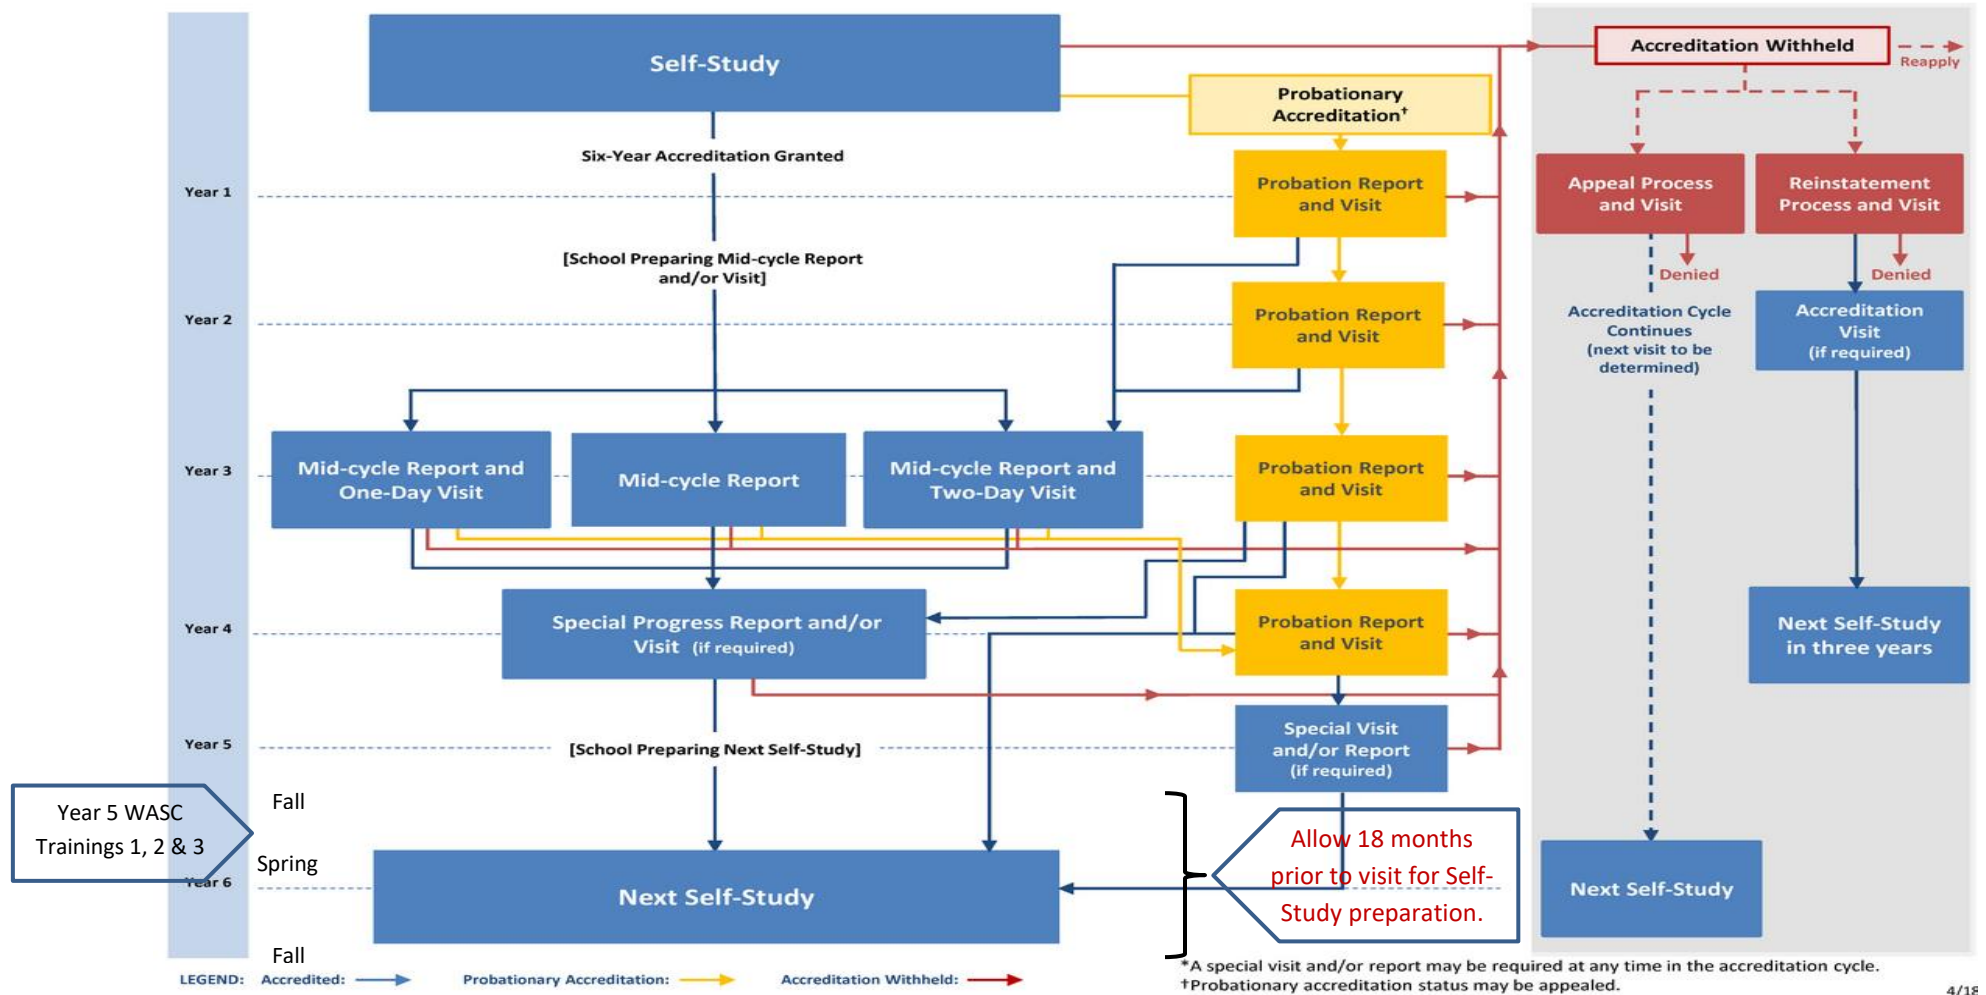 Self-Study
Accreditation Withheld
Reapply
Probationary
Accreditation†
Six-Year Accreditation Granted
Year 1
Probation Report
and Visit
Appeal Process
and Visit
Reinstatement
Process and Visit
[School Preparing Mid-cycle Report
and/or Visit]
Denied
Denied
Year 2
Probation Report
and Visit
Accreditation Cycle
Continues
(next visit to be
determined)
Accreditation
Visit
(if required)
Year 3
Mid-cycle Report and
One-Day Visit
Mid-cycle Report
Mid-cycle Report and
Two-Day Visit
Probation Report
and Visit
Year 4
Special Progress Report and/or
Visit (if required)
Probation Report
and Visit
Next Self-Study
in three years
Year 5
[School Preparing Next Self-Study]
Special Visit
and/or Report
(if required)
Year 5 WASC
Trainings 1, 2 & 3
Fall
Spring
Year 6
Fall
Next Self-Study
Allow 18 months
prior to visit for Self-
Study preparation.
Next Self-Study
LEGEND: Accredited: Probationary Accreditation: Accreditation Withheld:
*A special visit and/or report may be required at any time in the accreditation cycle.
†Probationary accreditation status may be appealed.
4/18